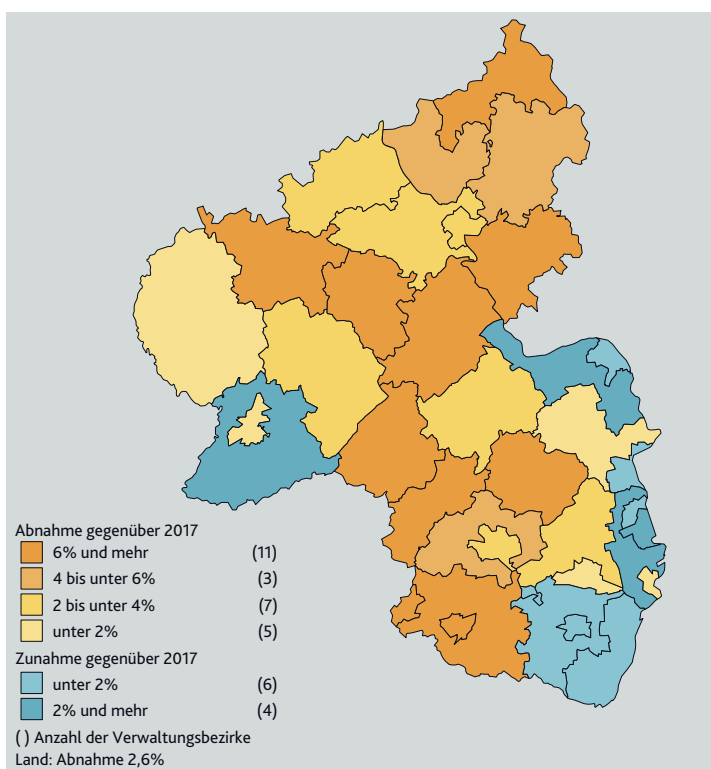 Abnahme gegenüber 2017
6% und mehr (11)
4 bis unter 6% (3)
2 bis unter 4% (7)
unter 2% (5)
Zunahme gegenüber 2017
unter 2% (6)
2% und mehr (4)
( ) Anzahl der Verwaltungsbezirke
Land: Abnahme 2,6%